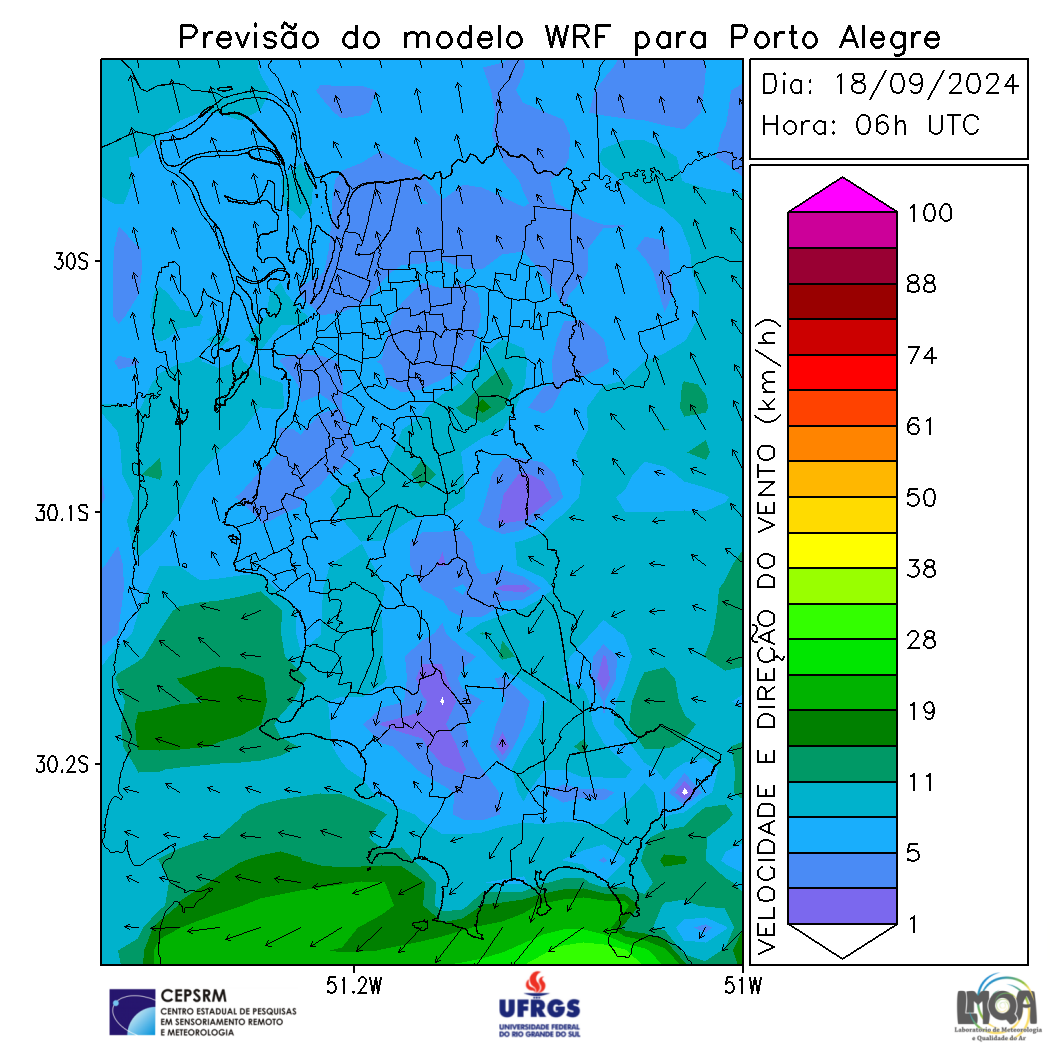 Previsão do modelo WRF para Porto Alegre
Dia: 18/09/2024
Hora: 06h UTC
30S
30.1S
30.2S
51.2W
51W
VELOCIDADE E DIREÇÃO DO VENTO (km/h)
100
88
74
61
50
38
28
19
11
5
1
CEPSRM
CENTRO ESTADUAL DE PESQUISAS
EM SENSORIAMENTO REMOTO
E METEOROLOGIA
UFRGS
UNIVERSIDADE FEDERAL
DO RIO GRANDE DO SUL
LMQA
Laboratório de Meteorologia
e Qualidade do Ar